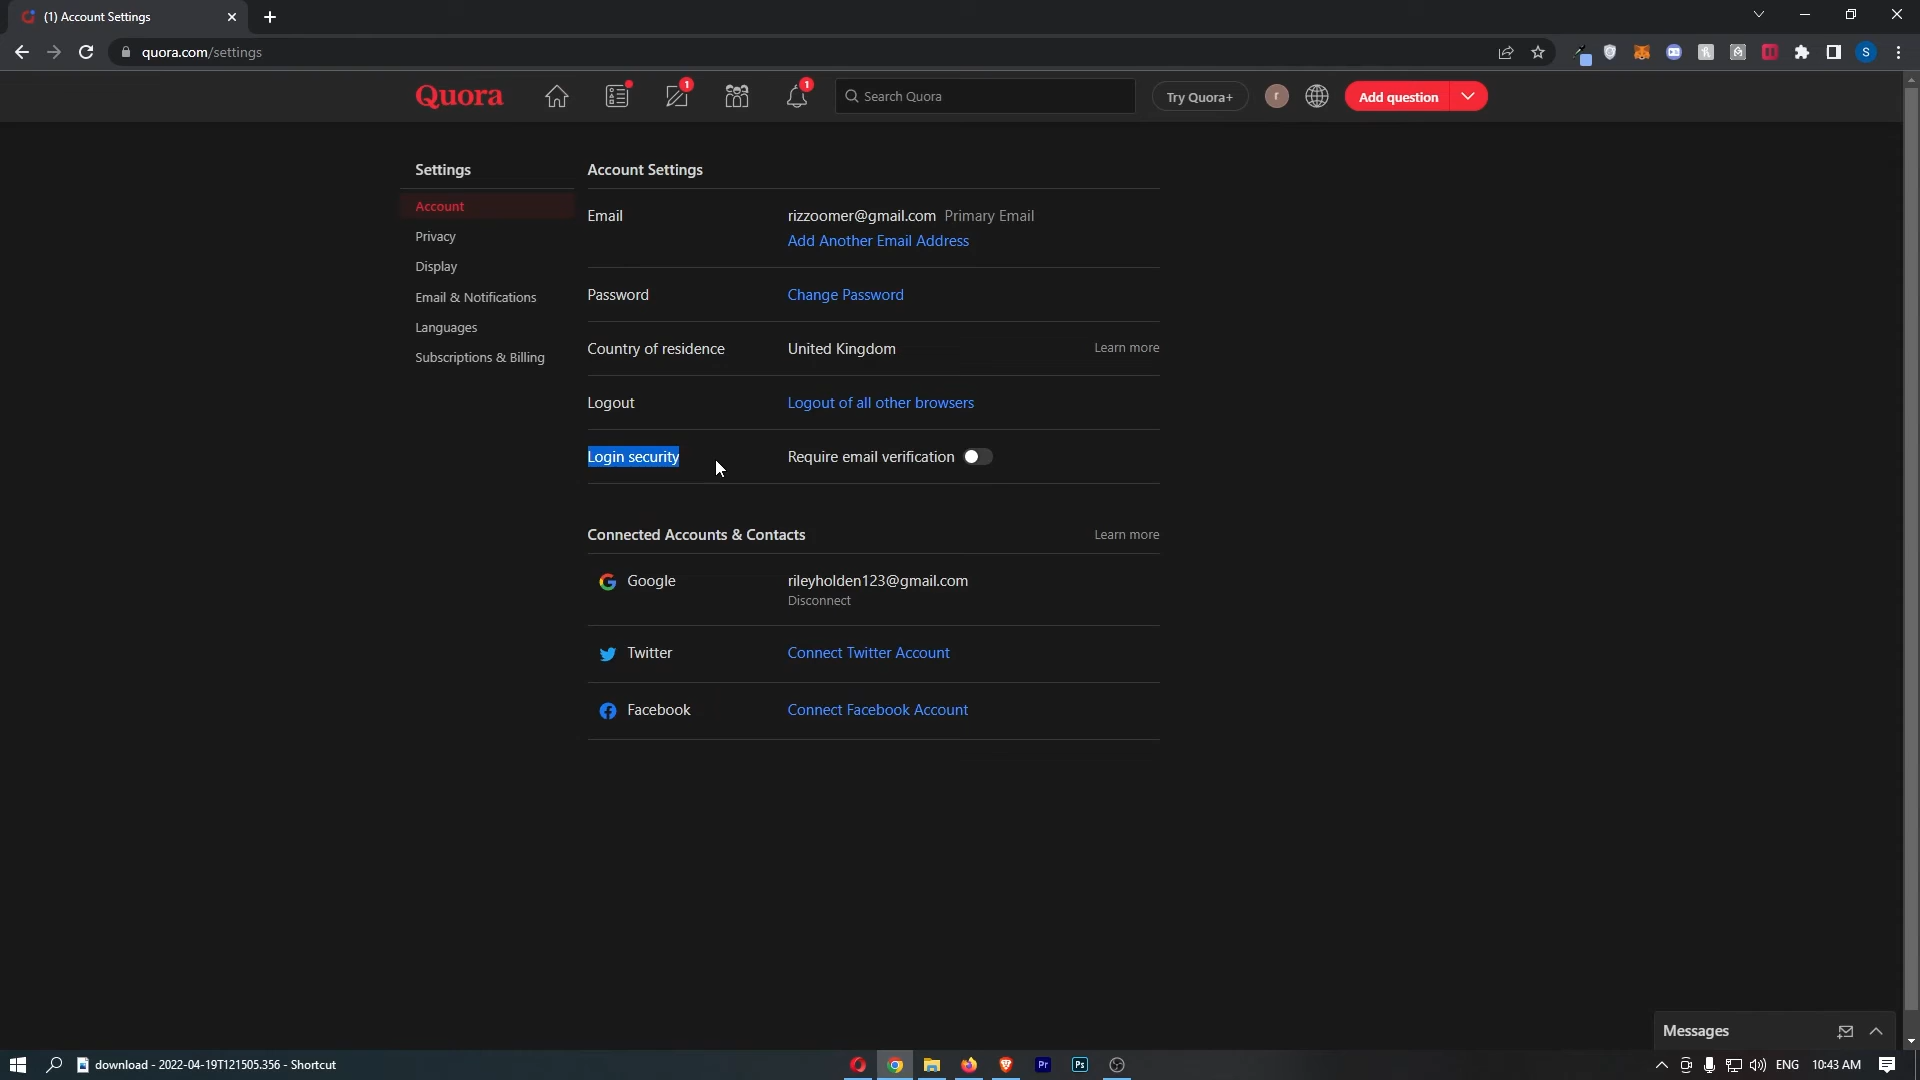 (1) Account Settings
quora.com/settings
S
Quora
1
1
Search Quora
Try Quora+
r
Add question
Settings
Account
Privacy
Display
Email & Notifications
Languages
Subscriptions & Billing
Account Settings
Email
rizzoomer@gmail.com Primary Email
Add Another Email Address
Password
Change Password
Country of residence
United Kingdom
Learn more
Logout
Logout of all other browsers
Login security
Require email verification
Connected Accounts & Contacts
Learn more
Google
rileyholden123@gmail.com
Disconnect
Twitter
Connect Twitter Account
Facebook
Connect Facebook Account
Messages
download - 2022-04-19T121505.356 - Shortcut
Pr
Ps
ENG
10:43 AM